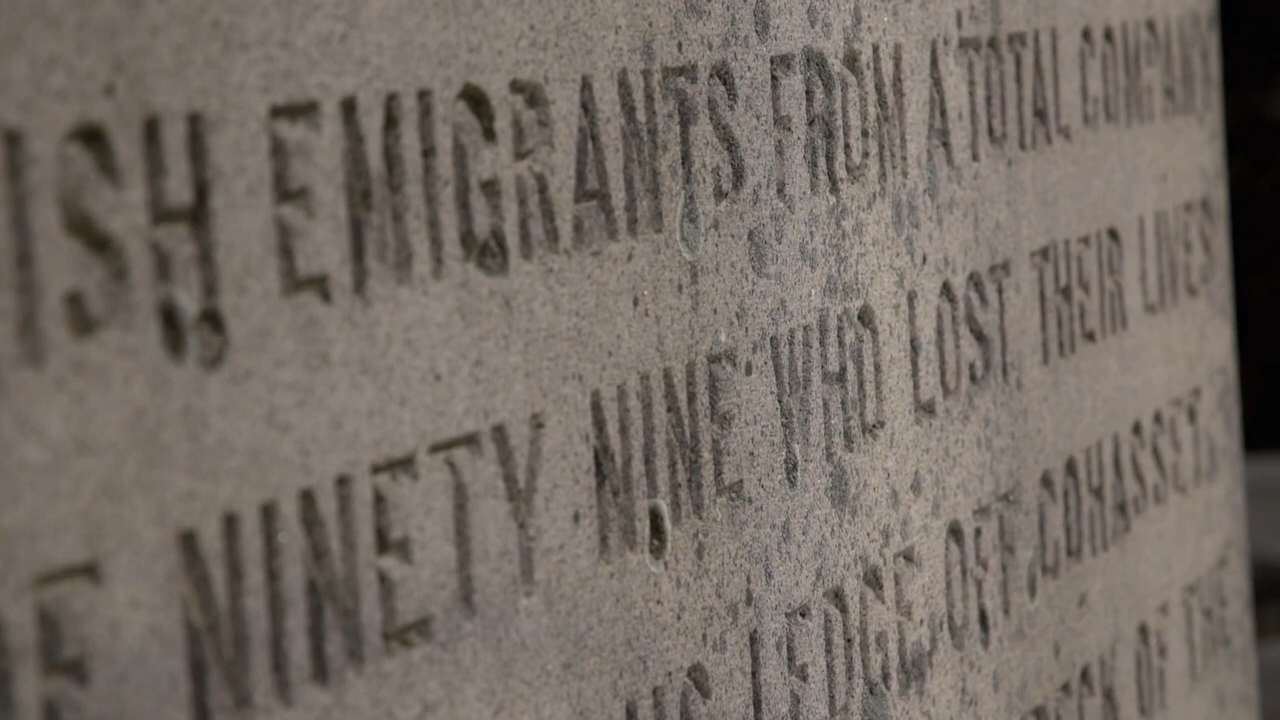 ISH EMIGRANTS FROM A TOTAL COMPANY
NINETY NINE WHO LOST THEIR LIVES
LEDGE OFF COHASSET
OF THE